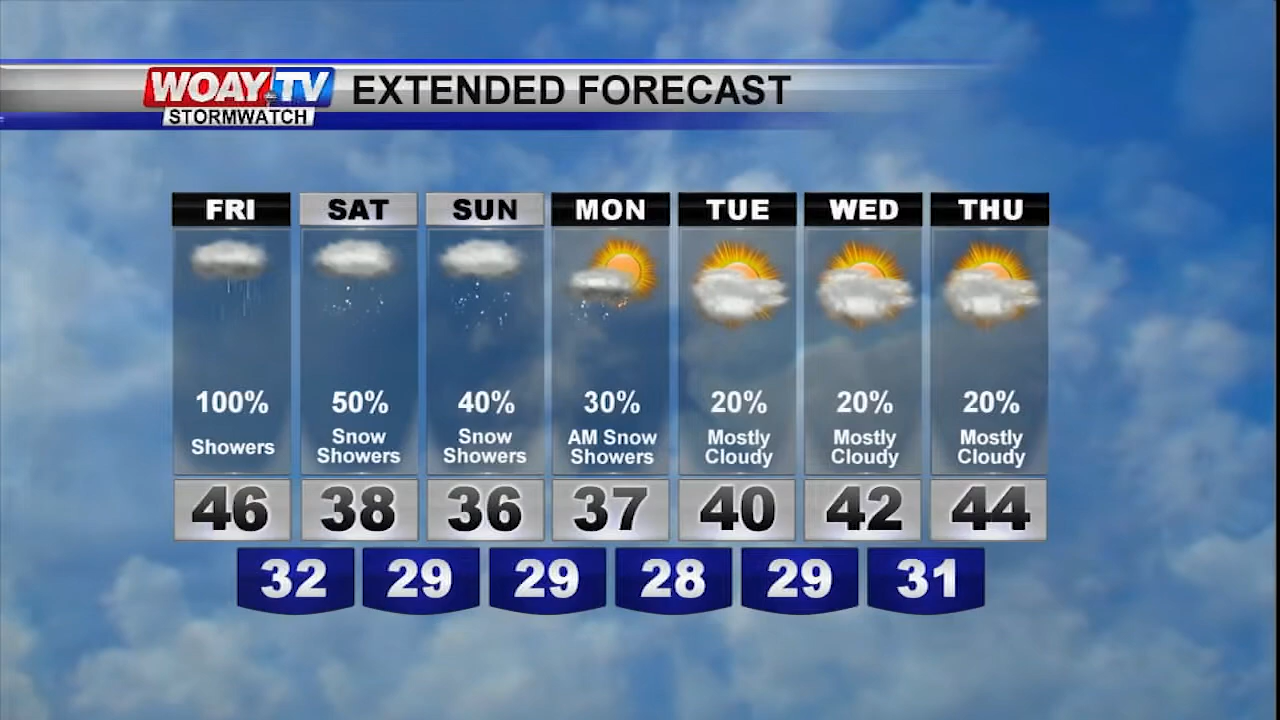 WOAY-TV EXTENDED FORECAST
STORMWATCH
FRI SAT SUN MON TUE WED THU
100% 50% 40% 30% 20% 20% 20%
Showers Snow Snow AM Snow Mostly Mostly Mostly
Showers Showers Showers Cloudy Cloudy Cloudy
46 38 36 37 40 42 44
32 29 29 28 29 31